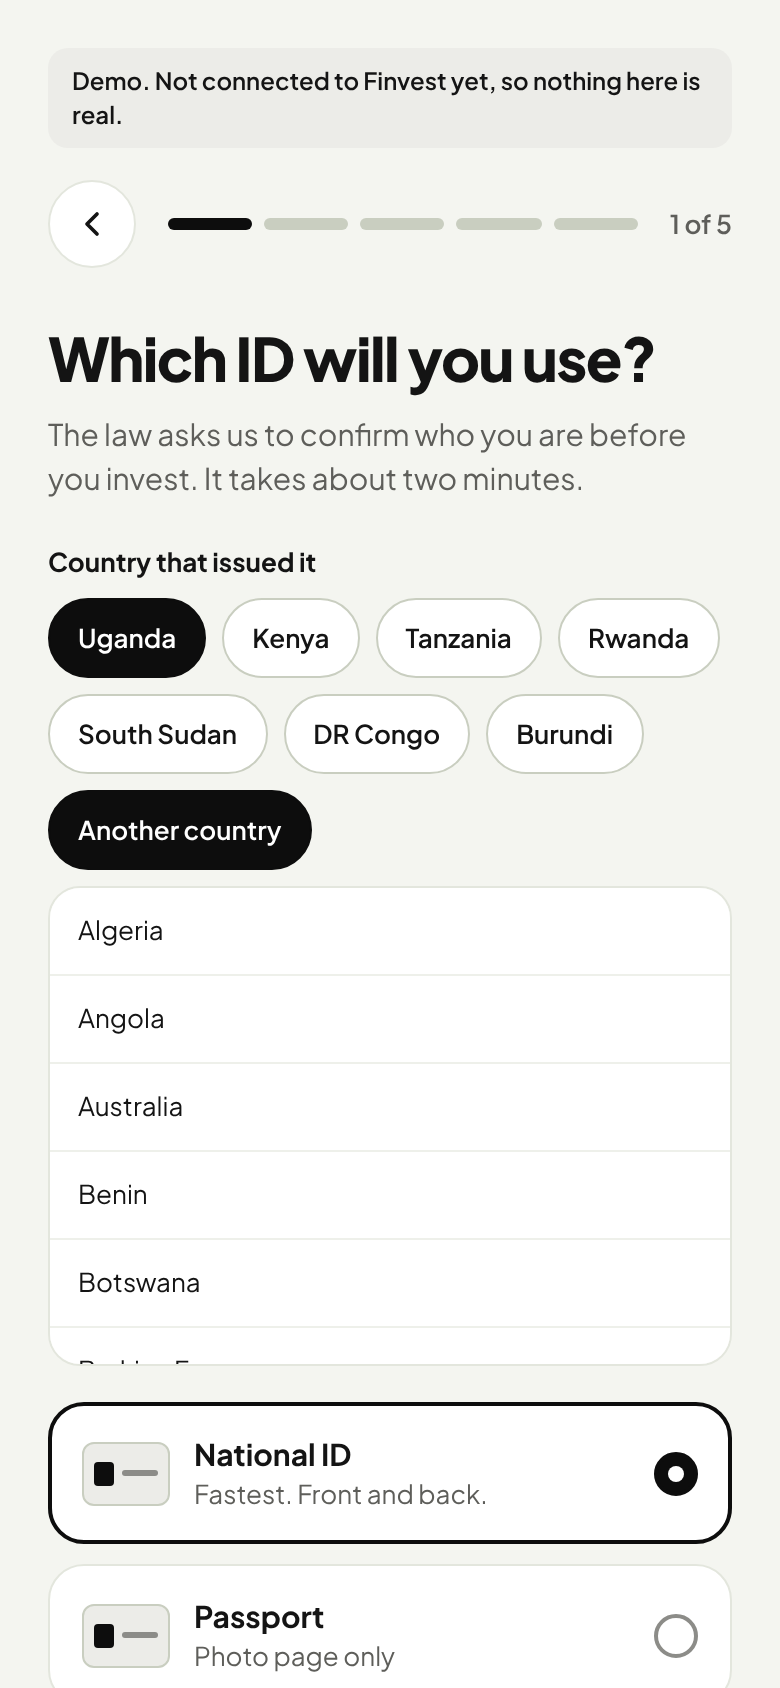 Demo. Not connected to Finvest yet, so nothing here is
real.
1 of 5
Which ID will you use?
The law asks us to confirm who you are before
you invest. It takes about two minutes.
Country that issued it
Uganda
Kenya
Tanzania
Rwanda
South Sudan
DR Congo
Burundi
Another country
Algeria
Angola
Australia
Benin
Botswana
National ID
Fastest. Front and back.
Passport
Photo page only